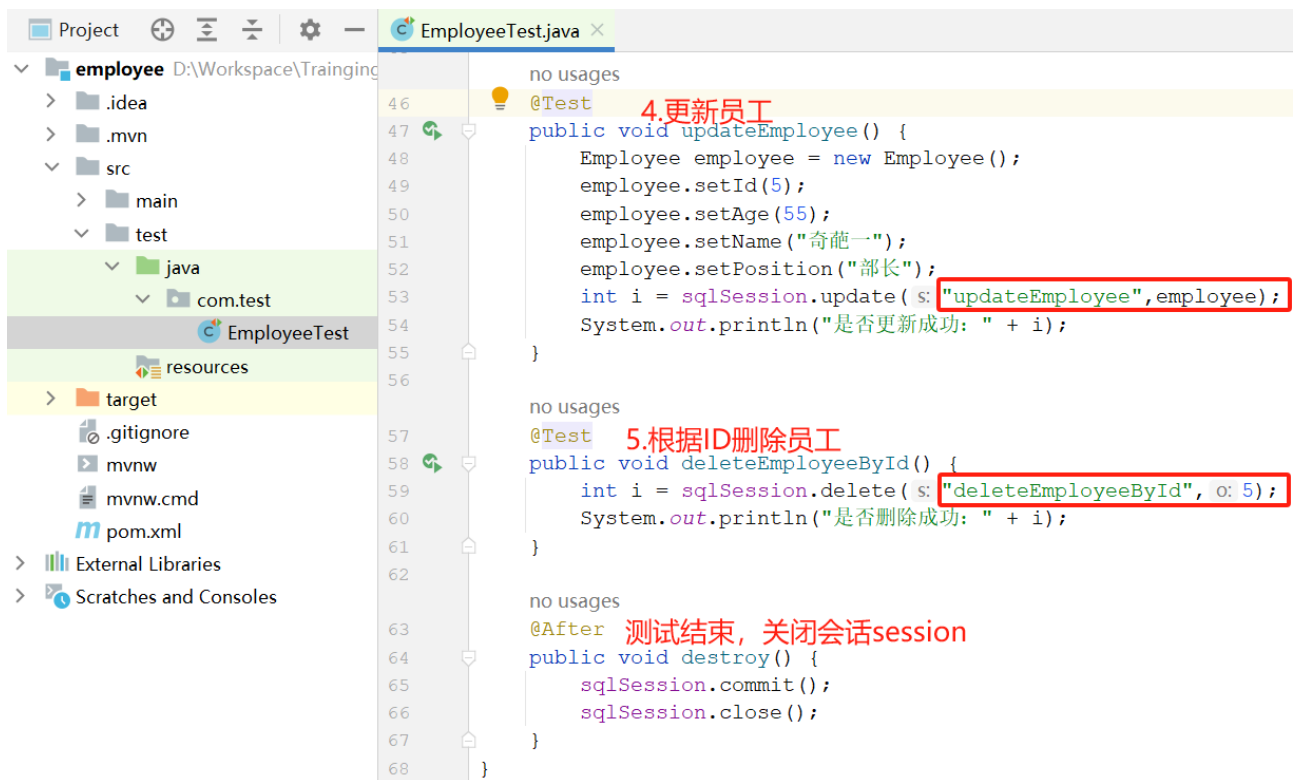 Project
EmployeeTest.java
employee D:\Workspace\Trainging
.idea
.mvn
src
main
test
java
com.test
EmployeeTest
resources
target
.gitignore
mvnw
mvnw.cmd
pom.xml
External Libraries
Scratches and Consoles
no usages
46 @Test 4.更新员工
47 public void updateEmployee() {
48 Employee employee = new Employee();
49 employee.setId(5);
50 employee.setAge(55);
51 employee.setName("奇葩一");
52 employee.setPosition("部长");
53 int i = sqlSession.update( s: "updateEmployee",employee);
54 System.out.println("是否更新成功: " + i);
55 }
56
no usages
57 @Test 5.根据ID删除员工
58 public void deleteEmployeeById() {
59 int i = sqlSession.delete( s: "deleteEmployeeById", o: 5);
60 System.out.println("是否删除成功: " + i);
61 }
62
no usages
63 @After 测试结束，关闭会话session
64 public void destroy() {
65 sqlSession.commit();
66 sqlSession.close();
67 }
68 }